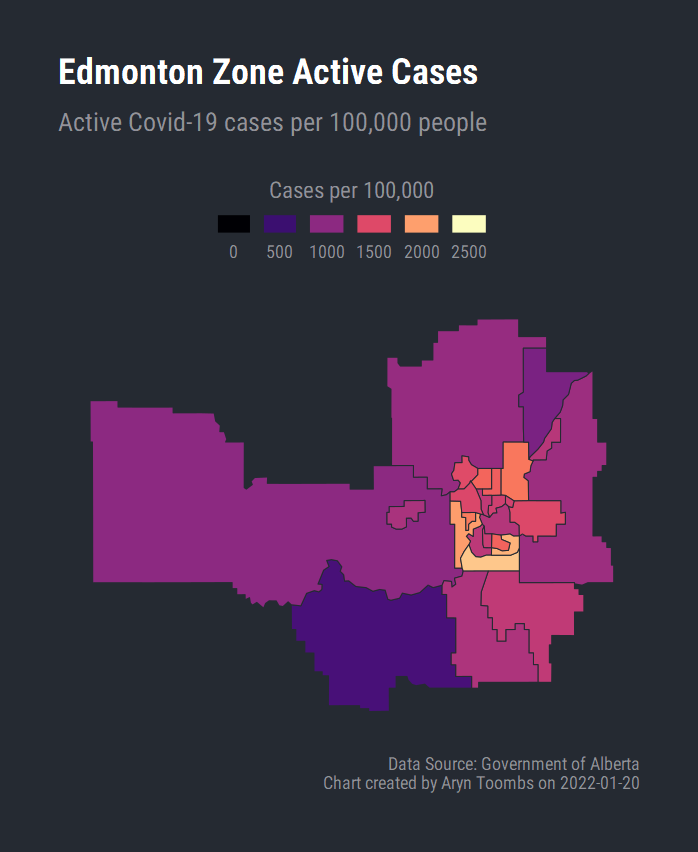 Edmonton Zone Active Cases
Active Covid-19 cases per 100,000 people
Cases per 100,000
0 500 1000 1500 2000 2500
Data Source: Government of Alberta
Chart created by Aryn Toombs on 2022-01-20